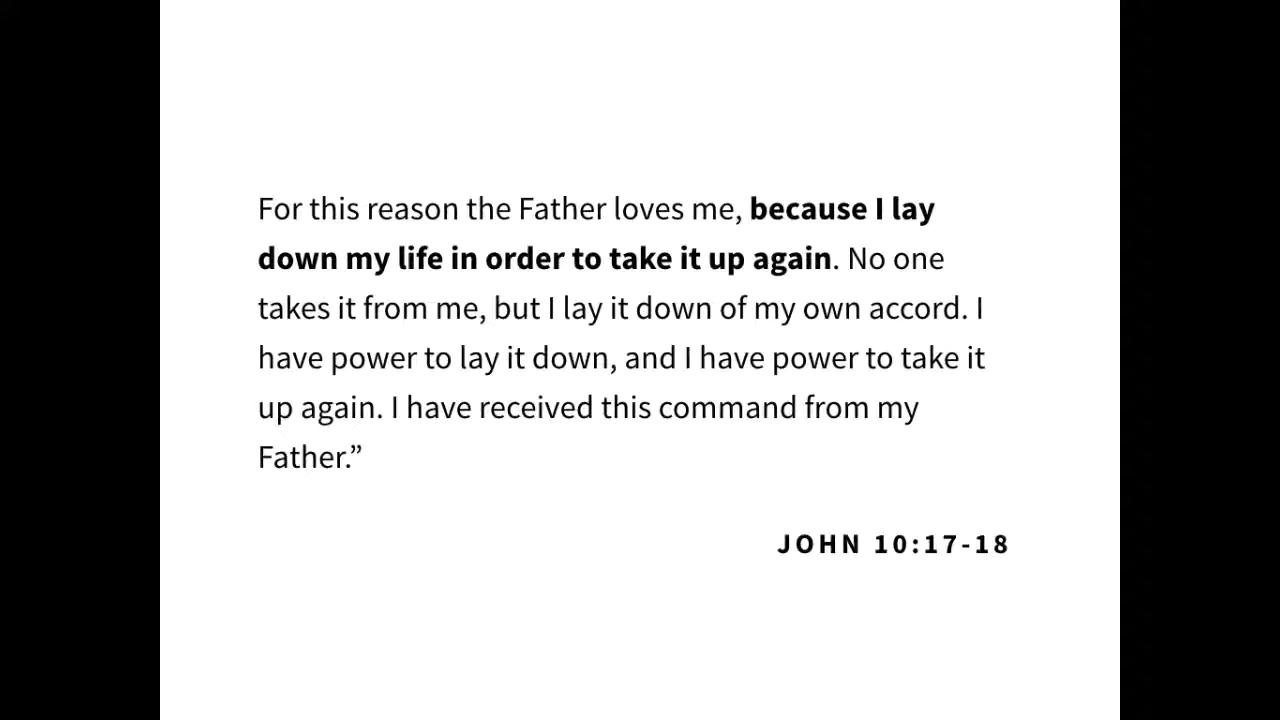 For this reason the Father loves me, because I lay
down my life in order to take it up again. No one
takes it from me, but I lay it down of my own accord. I
have power to lay it down, and I have power to take it
up again. I have received this command from my
Father.”
JOHN 10:17-18